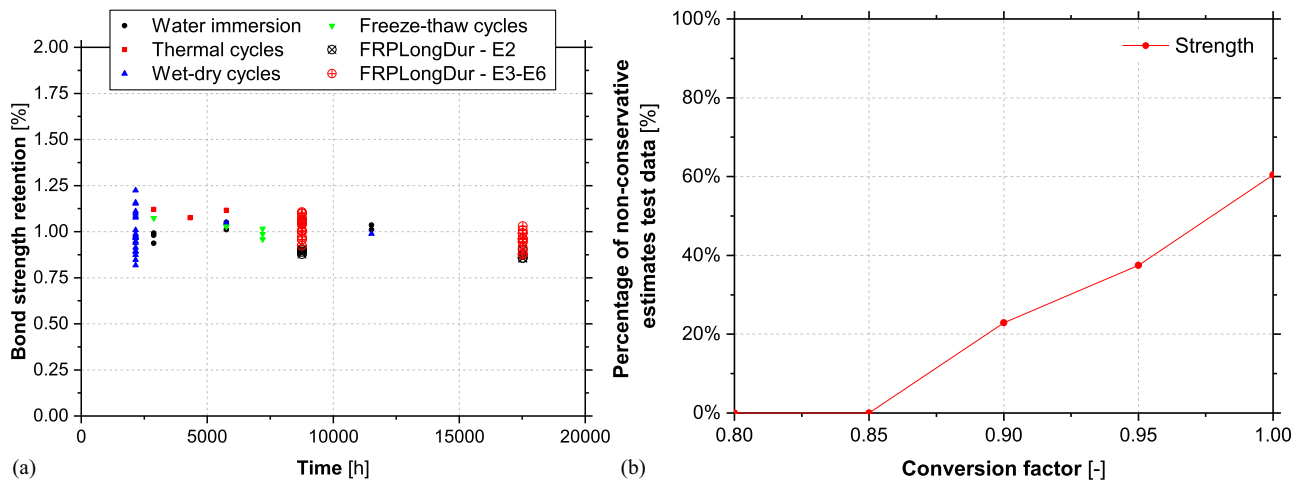 Water immersion
Thermal cycles
Wet-dry cycles
Freeze-thaw cycles
FRPLongDur - E2
FRPLongDur - E3-E6
2.00
1.75
1.50
1.25
1.00
0.75
0.50
0.25
0.00
Bond strength retention [%]
0
5000
10000
15000
20000
Time [h]
(a)
Strength
100%
80%
60%
40%
20%
0%
Percentage of non-conservative
estimates test data [%]
0.80
0.85
0.90
0.95
1.00
Conversion factor [-]
(b)